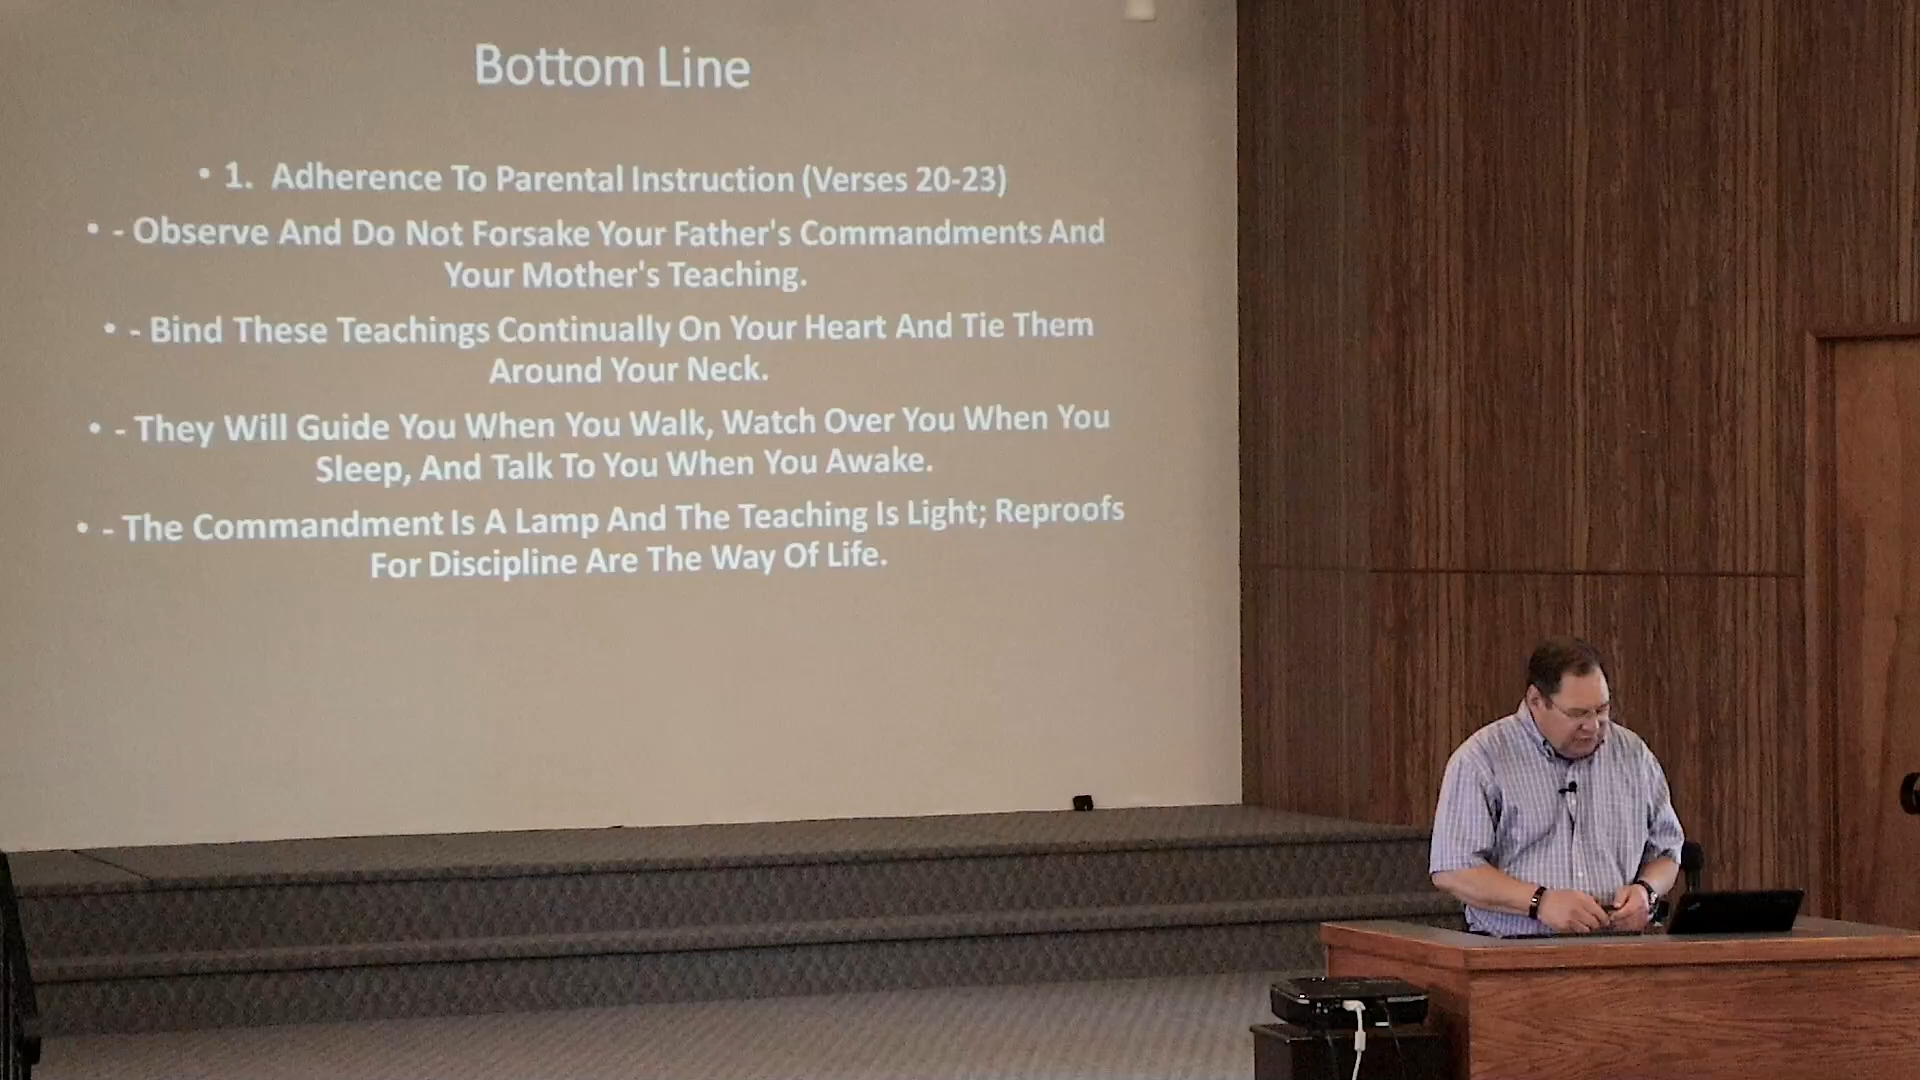 Bottom Line
• 1. Adherence To Parental Instruction (Verses 20-23)
• - Observe And Do Not Forsake Your Father's Commandments And
Your Mother's Teaching.
• - Bind These Teachings Continually On Your Heart And Tie Them
Around Your Neck.
• - They Will Guide You When You Walk, Watch Over You When You
Sleep, And Talk To You When You Awake.
• - The Commandment Is A Lamp And The Teaching Is Light; Reproofs
For Discipline Are The Way Of Life.